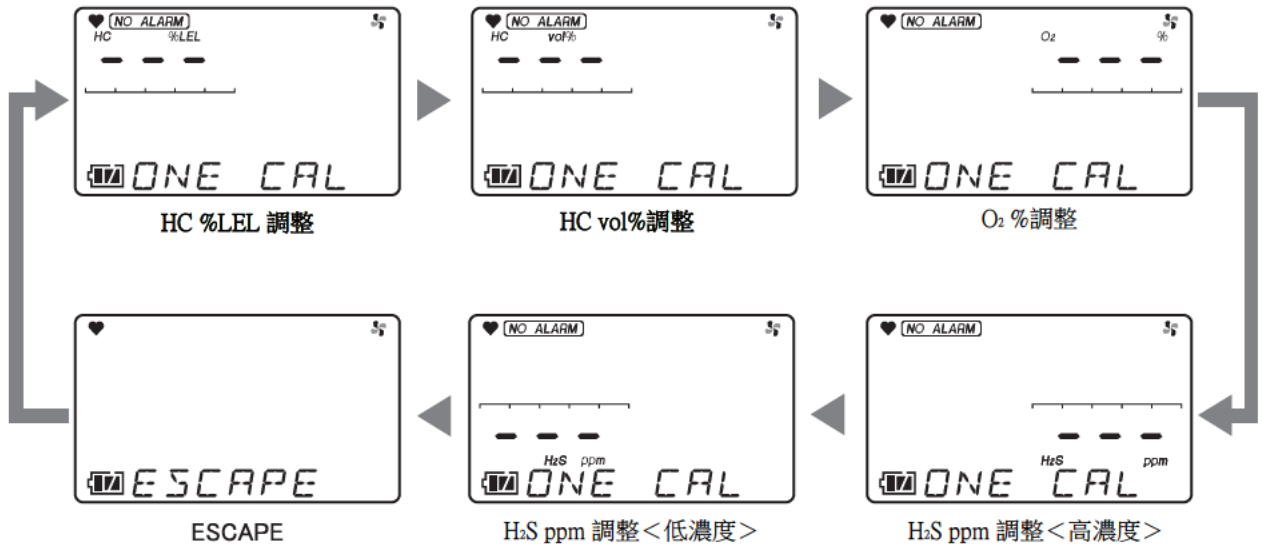 NO ALARM
HC %LEL
ONE CAL
HC %LEL 調整
NO ALARM
HC vol%
ONE CAL
HC vol%調整
NO ALARM
O₂ %
ONE CAL
O₂ %調整
ESCAPE
ESCAPE
NO ALARM
H₂S ppm
ONE CAL
H₂S ppm 調整＜低濃度＞
NO ALARM
H₂S ppm
ONE CAL
H₂S ppm 調整＜高濃度＞